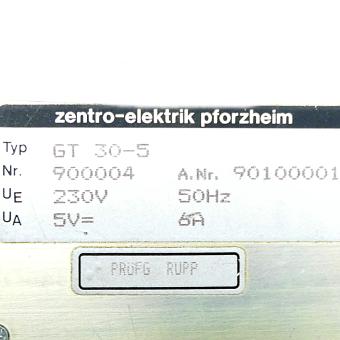 zentro-elektrik pforzheim
Typ GT 30-5
Nr. 900004 A.Nr. 90100001
UE 230V 50Hz
UA 5V= 6A
PRÜFG RUPP